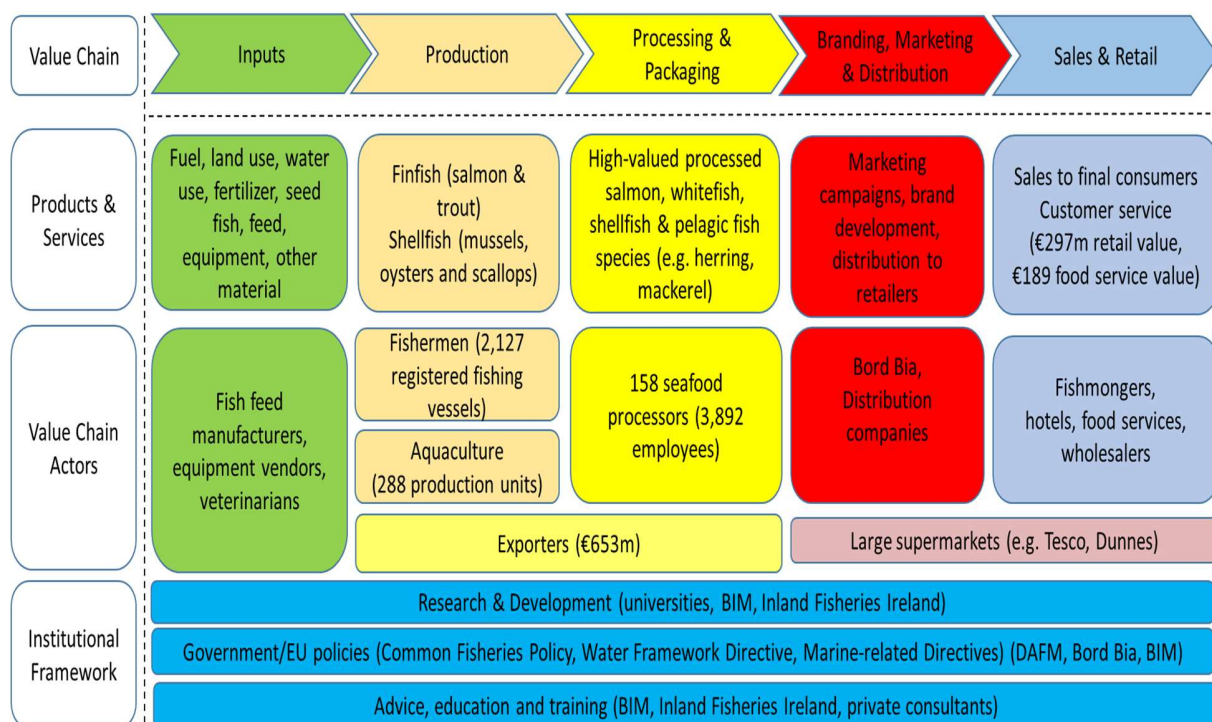 Value Chain
Inputs
Production
Processing &
Packaging
Branding, Marketing
& Distribution
Sales & Retail
Products &
Services
Fuel, land use, water
use, fertilizer, seed
fish, feed,
equipment, other
material
Finfish (salmon &
trout)
Shellfish (mussels,
oysters and scallops)
High-valued processed
salmon, whitefish,
shellfish & pelagic fish
species (e.g. herring,
mackerel)
Marketing
campaigns, brand
development,
distribution to
retailers
Sales to final consumers
Customer service
(€297m retail value,
€189 food service value)
Value Chain
Actors
Fish feed
manufacturers,
equipment vendors,
veterinarians
Fishermen (2,127
registered fishing
vessels)
Aquaculture
(288 production units)
158 seafood
processors (3,892
employees)
Bord Bia,
Distribution
companies
Fishmongers,
hotels, food services,
wholesalers
Exporters (€653m)
Large supermarkets (e.g. Tesco, Dunnes)
Institutional
Framework
Research & Development (universities, BIM, Inland Fisheries Ireland)
Government/EU policies (Common Fisheries Policy, Water Framework Directive, Marine-related Directives) (DAFM, Bord Bia, BIM)
Advice, education and training (BIM, Inland Fisheries Ireland, private consultants)